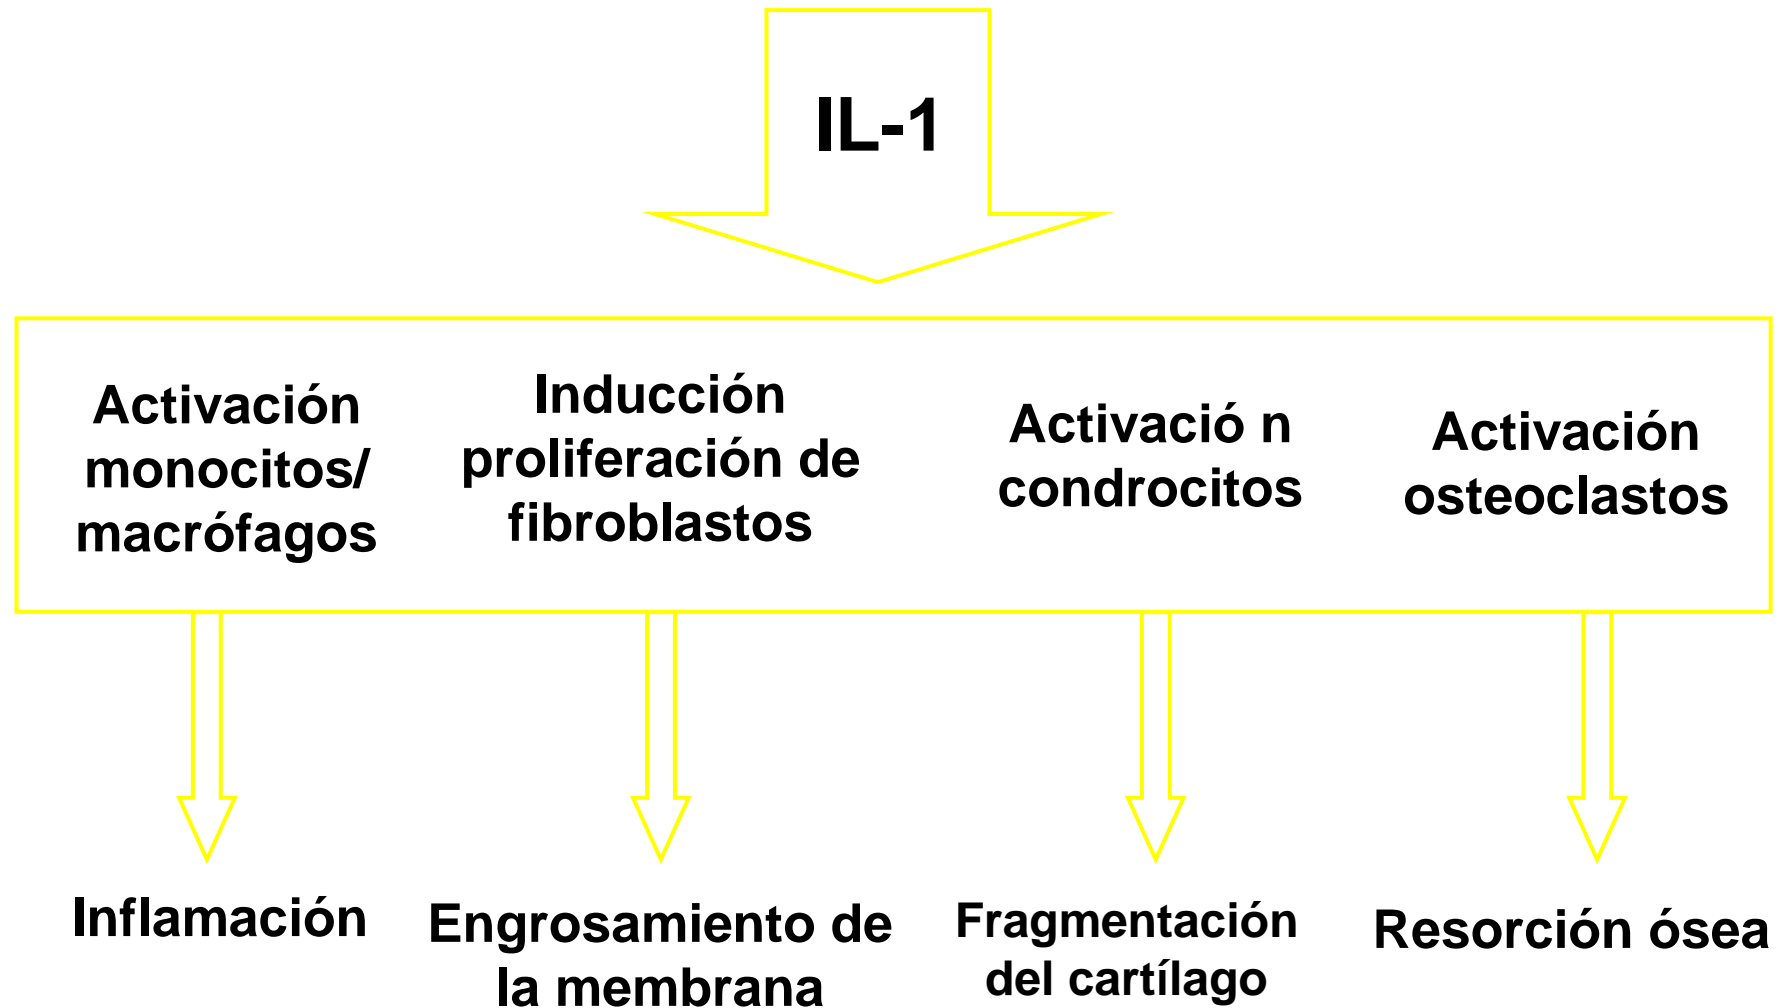 IL-1
Activación
monocitos/
macrófagos
Inducción
proliferación de
fibroblastos
Activació n
condrocitos
Activación
osteoclastos
Inflamación
Engrosamiento de
la membrana
Fragmentación
del cartílago
Resorción ósea